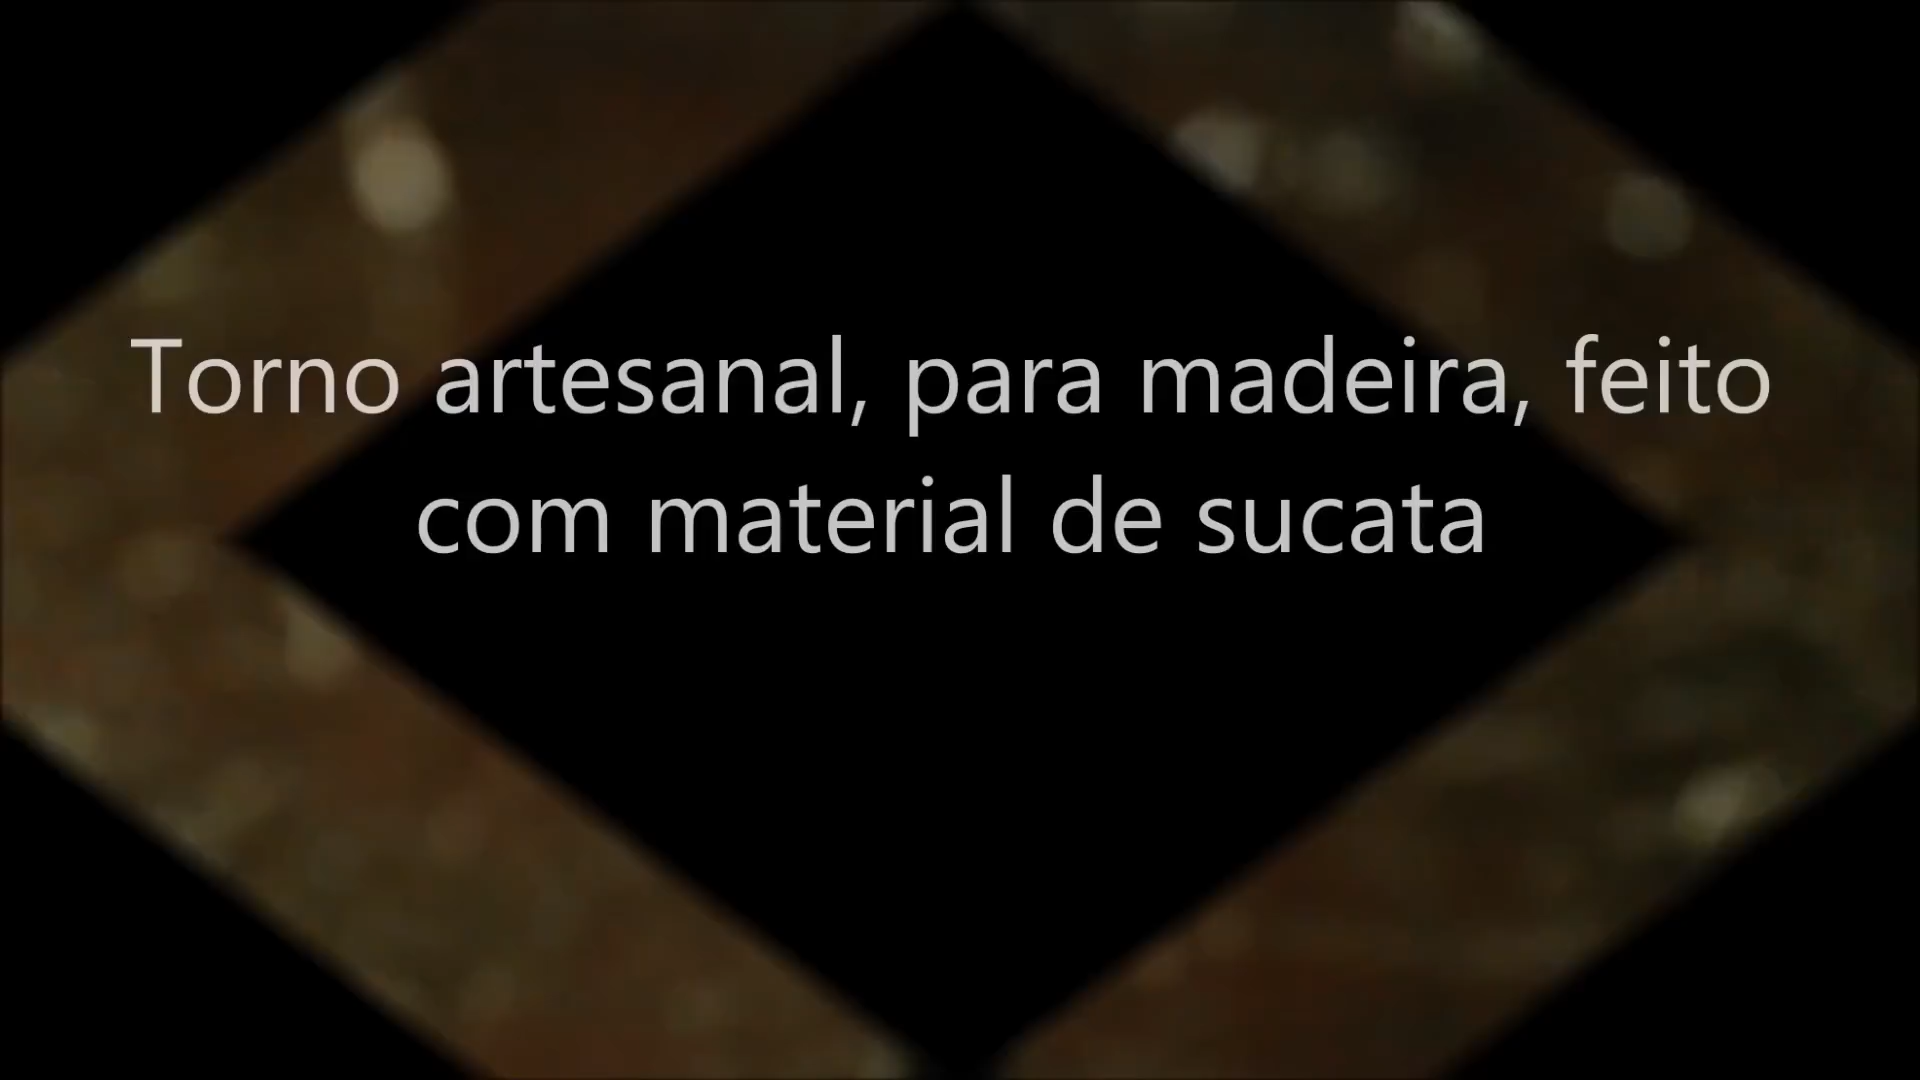 Torno artesanal, para madeira, feito
com material de sucata